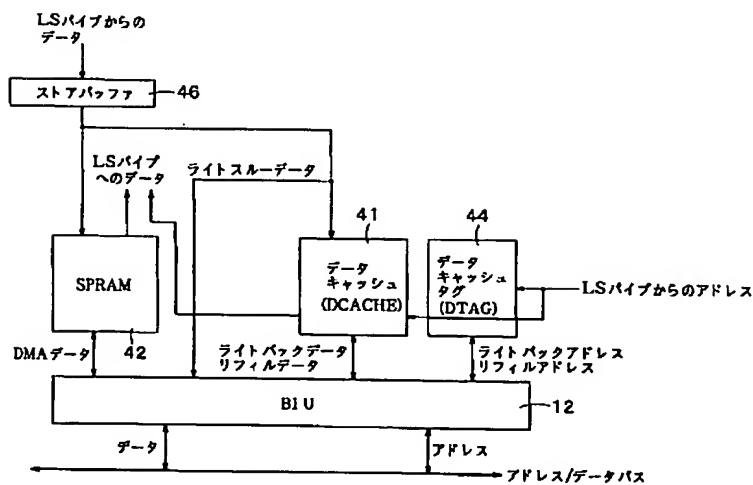 LSパイプからの
データ
ストアバッファ
46
LSパイプ
へのデータ
ライトスルーデータ
41
44
SPRAM
データ
キャッシュ
(DCACHE)
データ
キャッシュ
タグ
(DTAG)
LSパイプからのアドレス
DMAデータ
42
ライトバックデータ
リフィルデータ
ライトバックアドレス
リフィルアドレス
BIU
12
データ
アドレス
アドレス/データバス